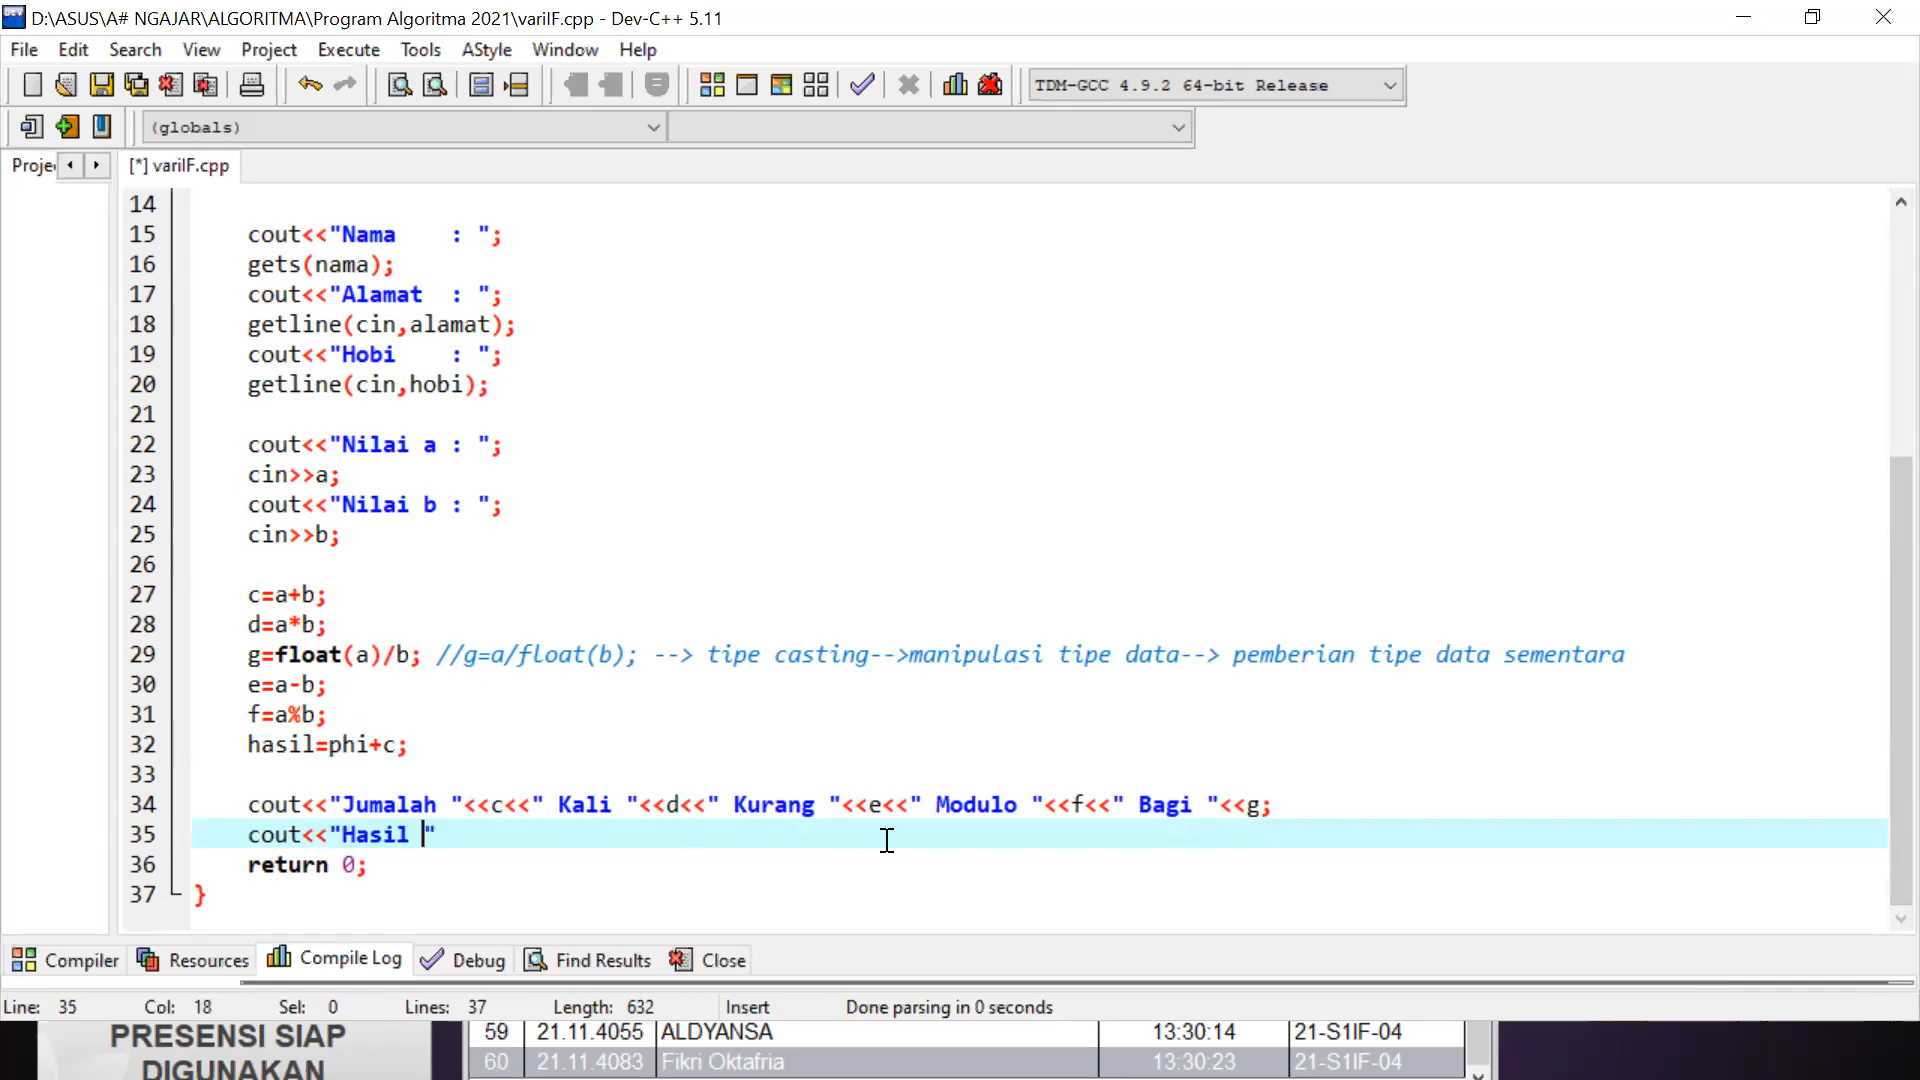 D:\ASUS\A# NGAJAR\ALGORITMA\Program Algoritma 2021\variIF.cpp - Dev-C++ 5.11
File Edit Search View Project Execute Tools AStyle Window Help
TDM-GCC 4.9.2 64-bit Release
(globals)
Proje [*] variIF.cpp
14
15 cout<<"Nama    : ";
16 gets(nama);
17 cout<<"Alamat  : ";
18 getline(cin,alamat);
19 cout<<"Hobi    : ";
20 getline(cin,hobi);
21
22 cout<<"Nilai a : ";
23 cin>>a;
24 cout<<"Nilai b : ";
25 cin>>b;
26
27 c=a+b;
28 d=a*b;
29 g=float(a)/b; //g=a/float(b); --> tipe casting-->manipulasi tipe data--> pemberian tipe data sementara
30 e=a-b;
31 f=a%b;
32 hasil=phi+c;
33
34 cout<<"Jumalah "<<c<<" Kali "<<d<<" Kurang "<<e<<" Modulo "<<f<<" Bagi "<<g;
35 cout<<"Hasil "
36 return 0;
37 }
Compiler Resources Compile Log Debug Find Results Close
Line: 35 Col: 18 Sel: 0 Lines: 37 Length: 632 Insert Done parsing in 0 seconds
PRESENSI SIAP
DIGUNAKAN
59 21.11.4055 ALDYANSA 13:30:14 21-S1IF-04
60 21.11.4083 Fikri Oktafria 13:30:23 21-S1IF-04